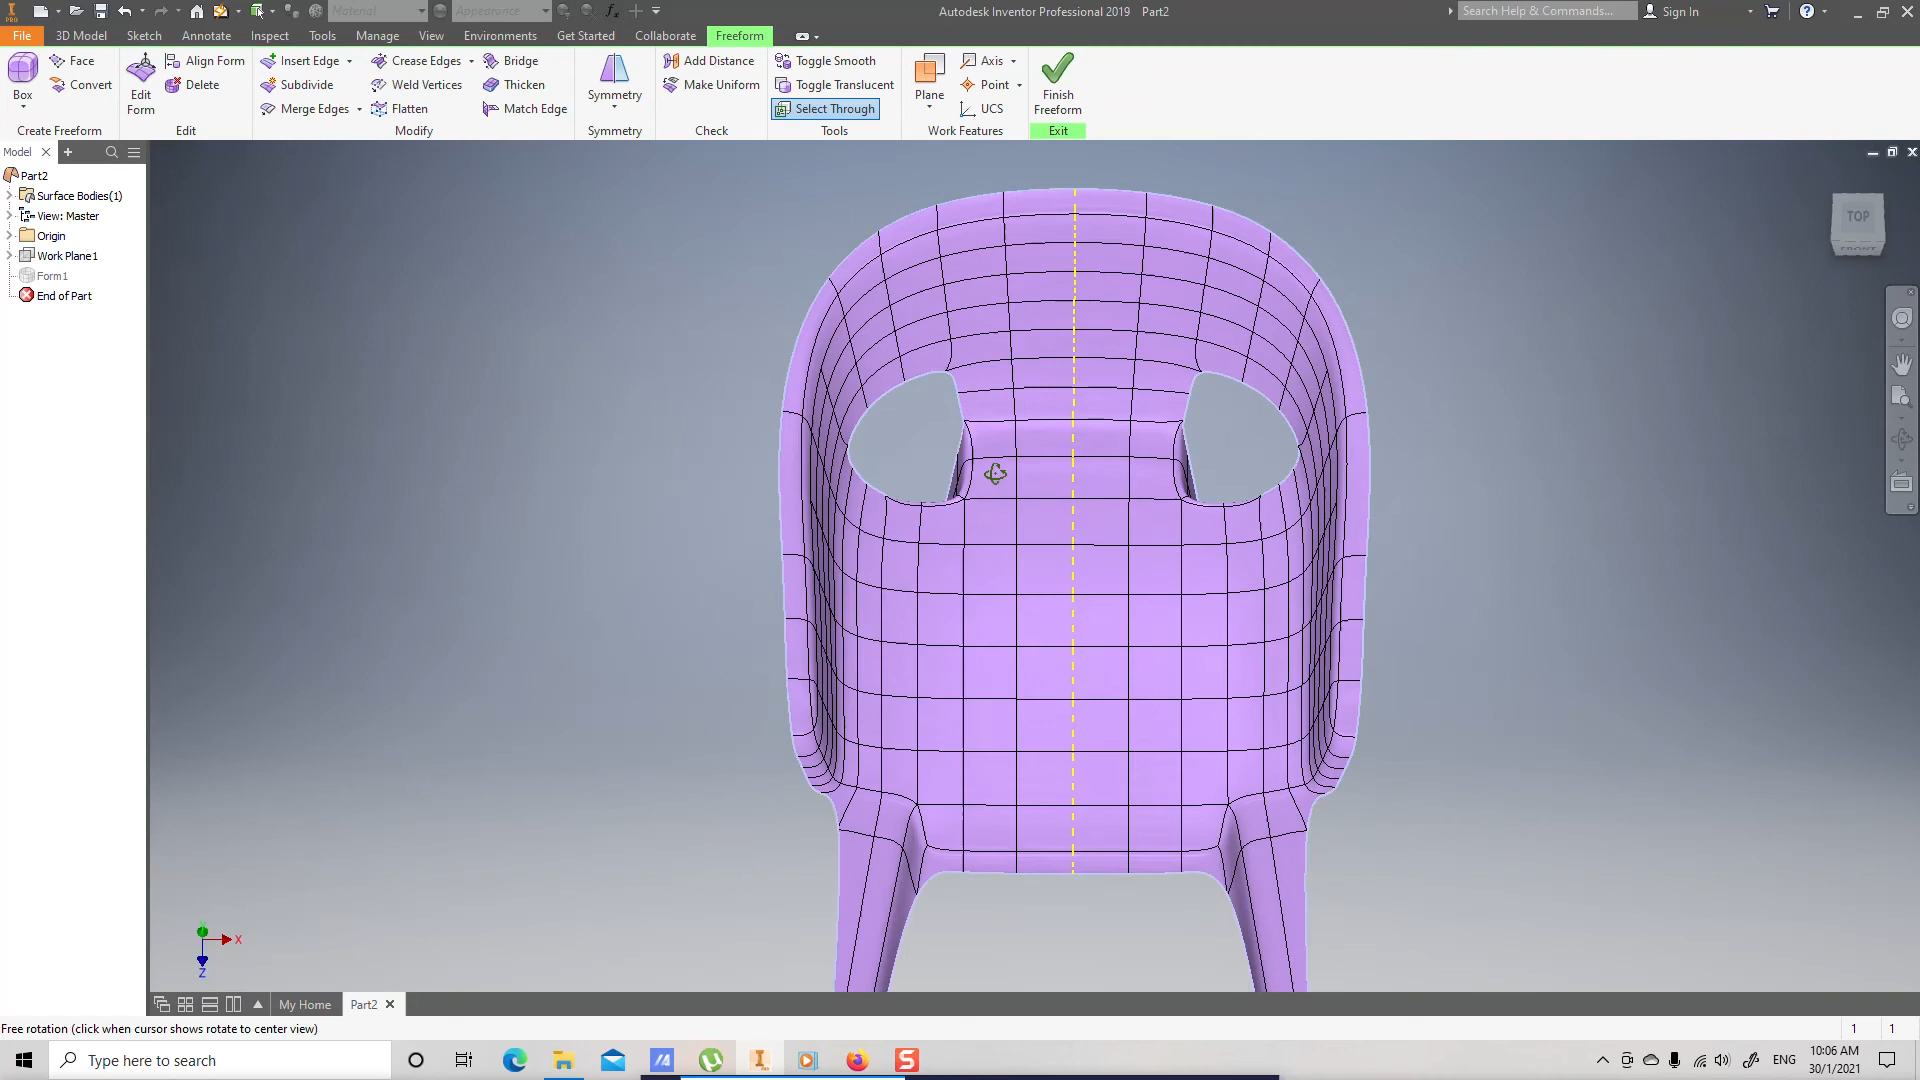 PRO
Material
Appearance
fx
Autodesk Inventor Professional 2019 Part2
Search Help & Commands...
Sign In
File 3D Model Sketch Annotate Inspect Tools Manage View Environments Get Started Collaborate Freeform
Box
Face
Convert
Create Freeform
Edit
Form
Align Form
Delete
Edit
Insert Edge
Subdivide
Merge Edges
Crease Edges
Weld Vertices
Flatten
Bridge
Thicken
Match Edge
Modify
Symmetry
Symmetry
Add Distance
Make Uniform
Check
Toggle Smooth
Toggle Translucent
Select Through
Tools
Plane
Axis
Point
UCS
Work Features
Finish
Freeform
Exit
Model
Part2
Surface Bodies(1)
View: Master
Origin
Work Plane1
Form1
End of Part
TOP
FRONT
X
Z
My Home Part2
Free rotation (click when cursor shows rotate to center view)
1 1
Type here to search
ENG
10:06 AM
30/1/2021